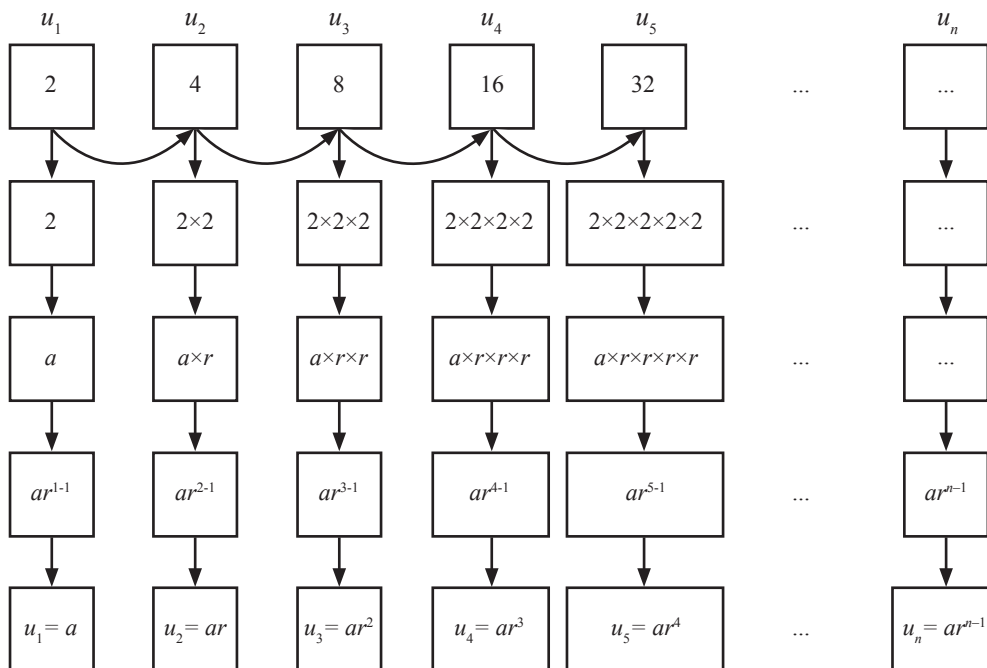 u₁ u₂ u₃ u₄ u₅ uₙ
2 4 8 16 32 ... ...
2 2×2 2×2×2 2×2×2×2 2×2×2×2×2 ... ...
a a×r a×r×r a×r×r×r a×r×r×r×r ... ...
ar¹⁻¹ ar²⁻¹ ar³⁻¹ ar⁴⁻¹ ar⁵⁻¹ ... arⁿ⁻¹
u₁= a u₂= ar u₃= ar² u₄= ar³ u₅= ar⁴ ... uₙ= arⁿ⁻¹